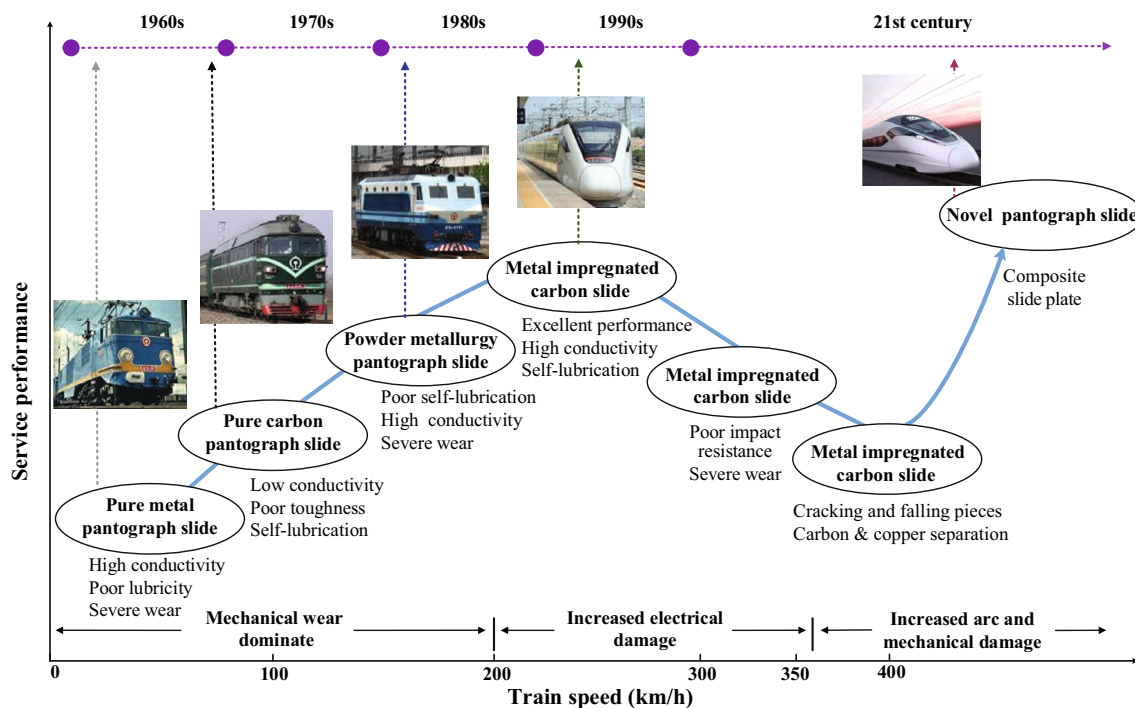 1960s
1970s
1980s
1990s
21st century
Service performance
Novel pantograph slide
Composite
slide plate
Metal impregnated
carbon slide
Excellent performance
High conductivity
Self-lubrication
Powder metallurgy
pantograph slide
Poor self-lubrication
High conductivity
Severe wear
Metal impregnated
carbon slide
Poor impact
resistance
Severe wear
Pure carbon
pantograph slide
Low conductivity
Poor toughness
Self-lubrication
Metal impregnated
carbon slide
Cracking and falling pieces
Carbon & copper separation
Pure metal
pantograph slide
High conductivity
Poor lubricity
Severe wear
Mechanical wear
dominate
Increased electrical
damage
Increased arc and
mechanical damage
0
100
200
300
350
400
Train speed (km/h)